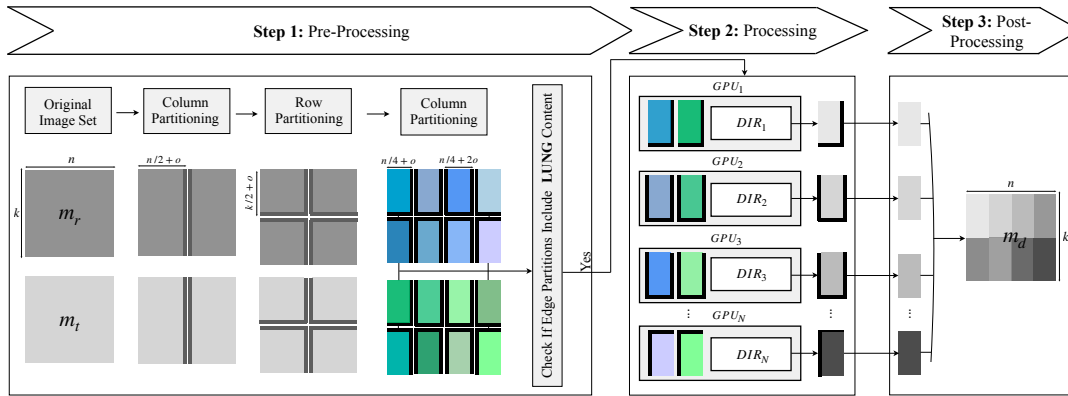 Step 1: Pre-Processing
Step 2: Processing
Step 3: Post-
Processing
Original
Image Set
Column
Partitioning
Row
Partitioning
Column
Partitioning
n
n/2 + o
k/2 + o
n/4 + o
n/4 + 2o
k
m_r
m_t
Check If Edge Partitions Include LUNG Content
Yes
GPU_1
DIR_1
GPU_2
DIR_2
GPU_3
DIR_3
⋮
GPU_N
DIR_N
...
...
...
n
k
m_d